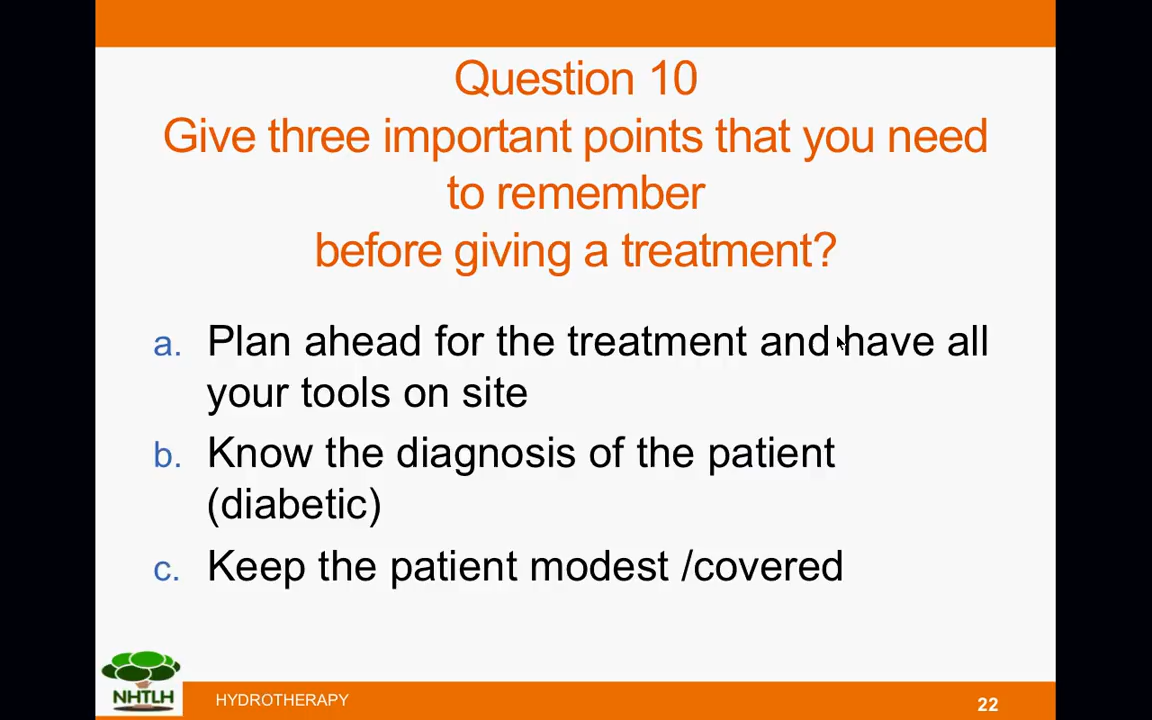 Question 10
Give three important points that you need
to remember
before giving a treatment?
a. Plan ahead for the treatment and have all
your tools on site
b. Know the diagnosis of the patient
(diabetic)
c. Keep the patient modest /covered
NHTLH
HYDROTHERAPY
22